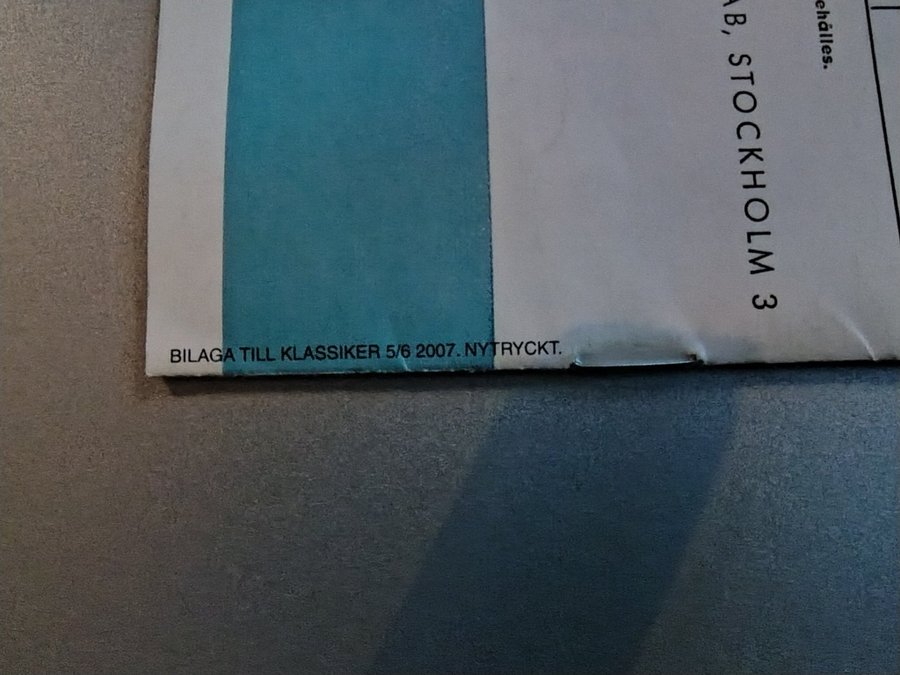 BILAGA TILL KLASSIKER 5/6 2007. NYTRYCKT.
AB, STOCKHOLM 3
ehålles.